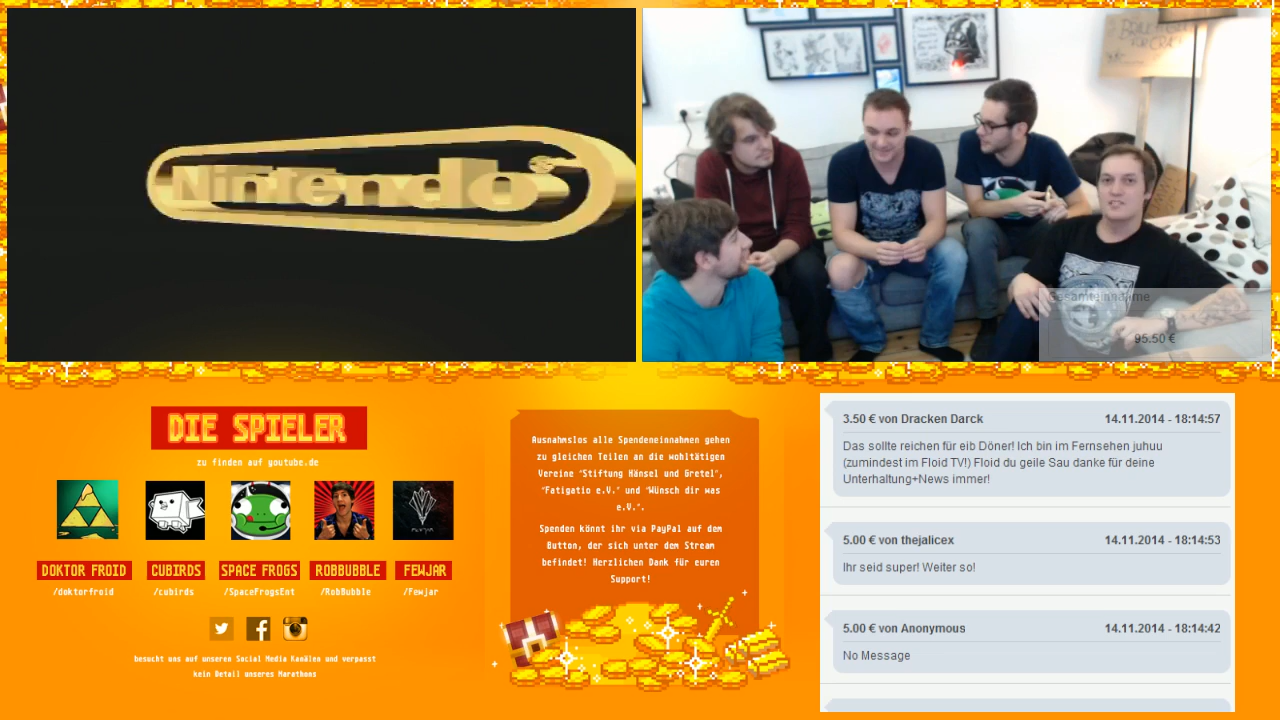 Nintendo
Gesamteinnahme
95.50 €
DIE SPIELER
zu finden auf youtube.de
DOKTOR FROID
CUBIRDS
SPACE FROGS
ROBBUBBLE
FEWJAR
/doktorfroid
/cubirds
/SpaceFrogsEnt
/RobBubble
/Fewjar
besucht uns auf unseren Social Media Kanälen und verpasst
kein Detail unseres Marathons
Ausnahmslos alle Spendeneinnahmen gehen
zu gleichen Teilen an die wohltätigen
Vereine "Stiftung Hänsel und Gretel",
"Fatigatio e.V." und "Wünsch dir was
e.V.".
Spenden könnt ihr via PayPal auf dem
Button, der sich unter dem Stream
befindet! Herzlichen Dank für euren
Support!
3.50 € von Dracken Darck 14.11.2014 - 18:14:57
Das sollte reichen für eib Döner! Ich bin im Fernsehen juhuu
(zumindest im Floid TV!) Floid du geile Sau danke für deine
Unterhaltung+News immer!
5.00 € von thejalicex 14.11.2014 - 18:14:53
Ihr seid super! Weiter so!
5.00 € von Anonymous 14.11.2014 - 18:14:42
No Message